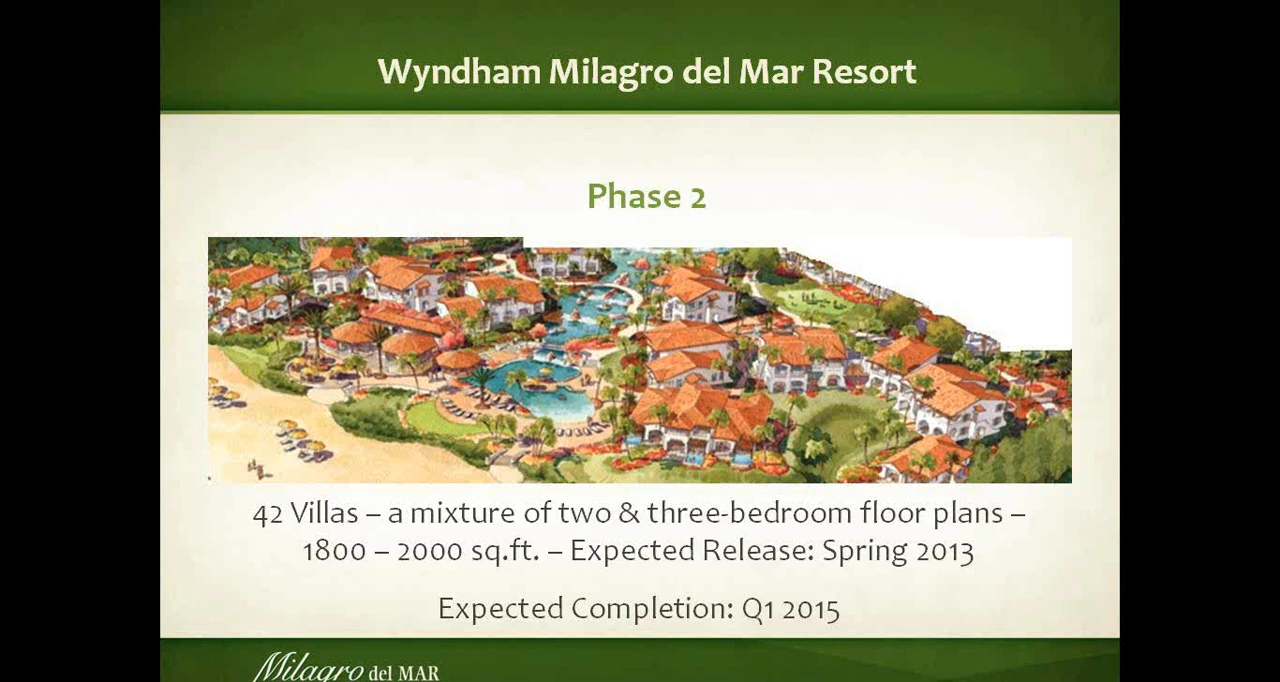 Wyndham Milagro del Mar Resort
Phase 2
42 Villas – a mixture of two & three-bedroom floor plans –
1800 – 2000 sq.ft. – Expected Release: Spring 2013
Expected Completion: Q1 2015
Milagro del MAR